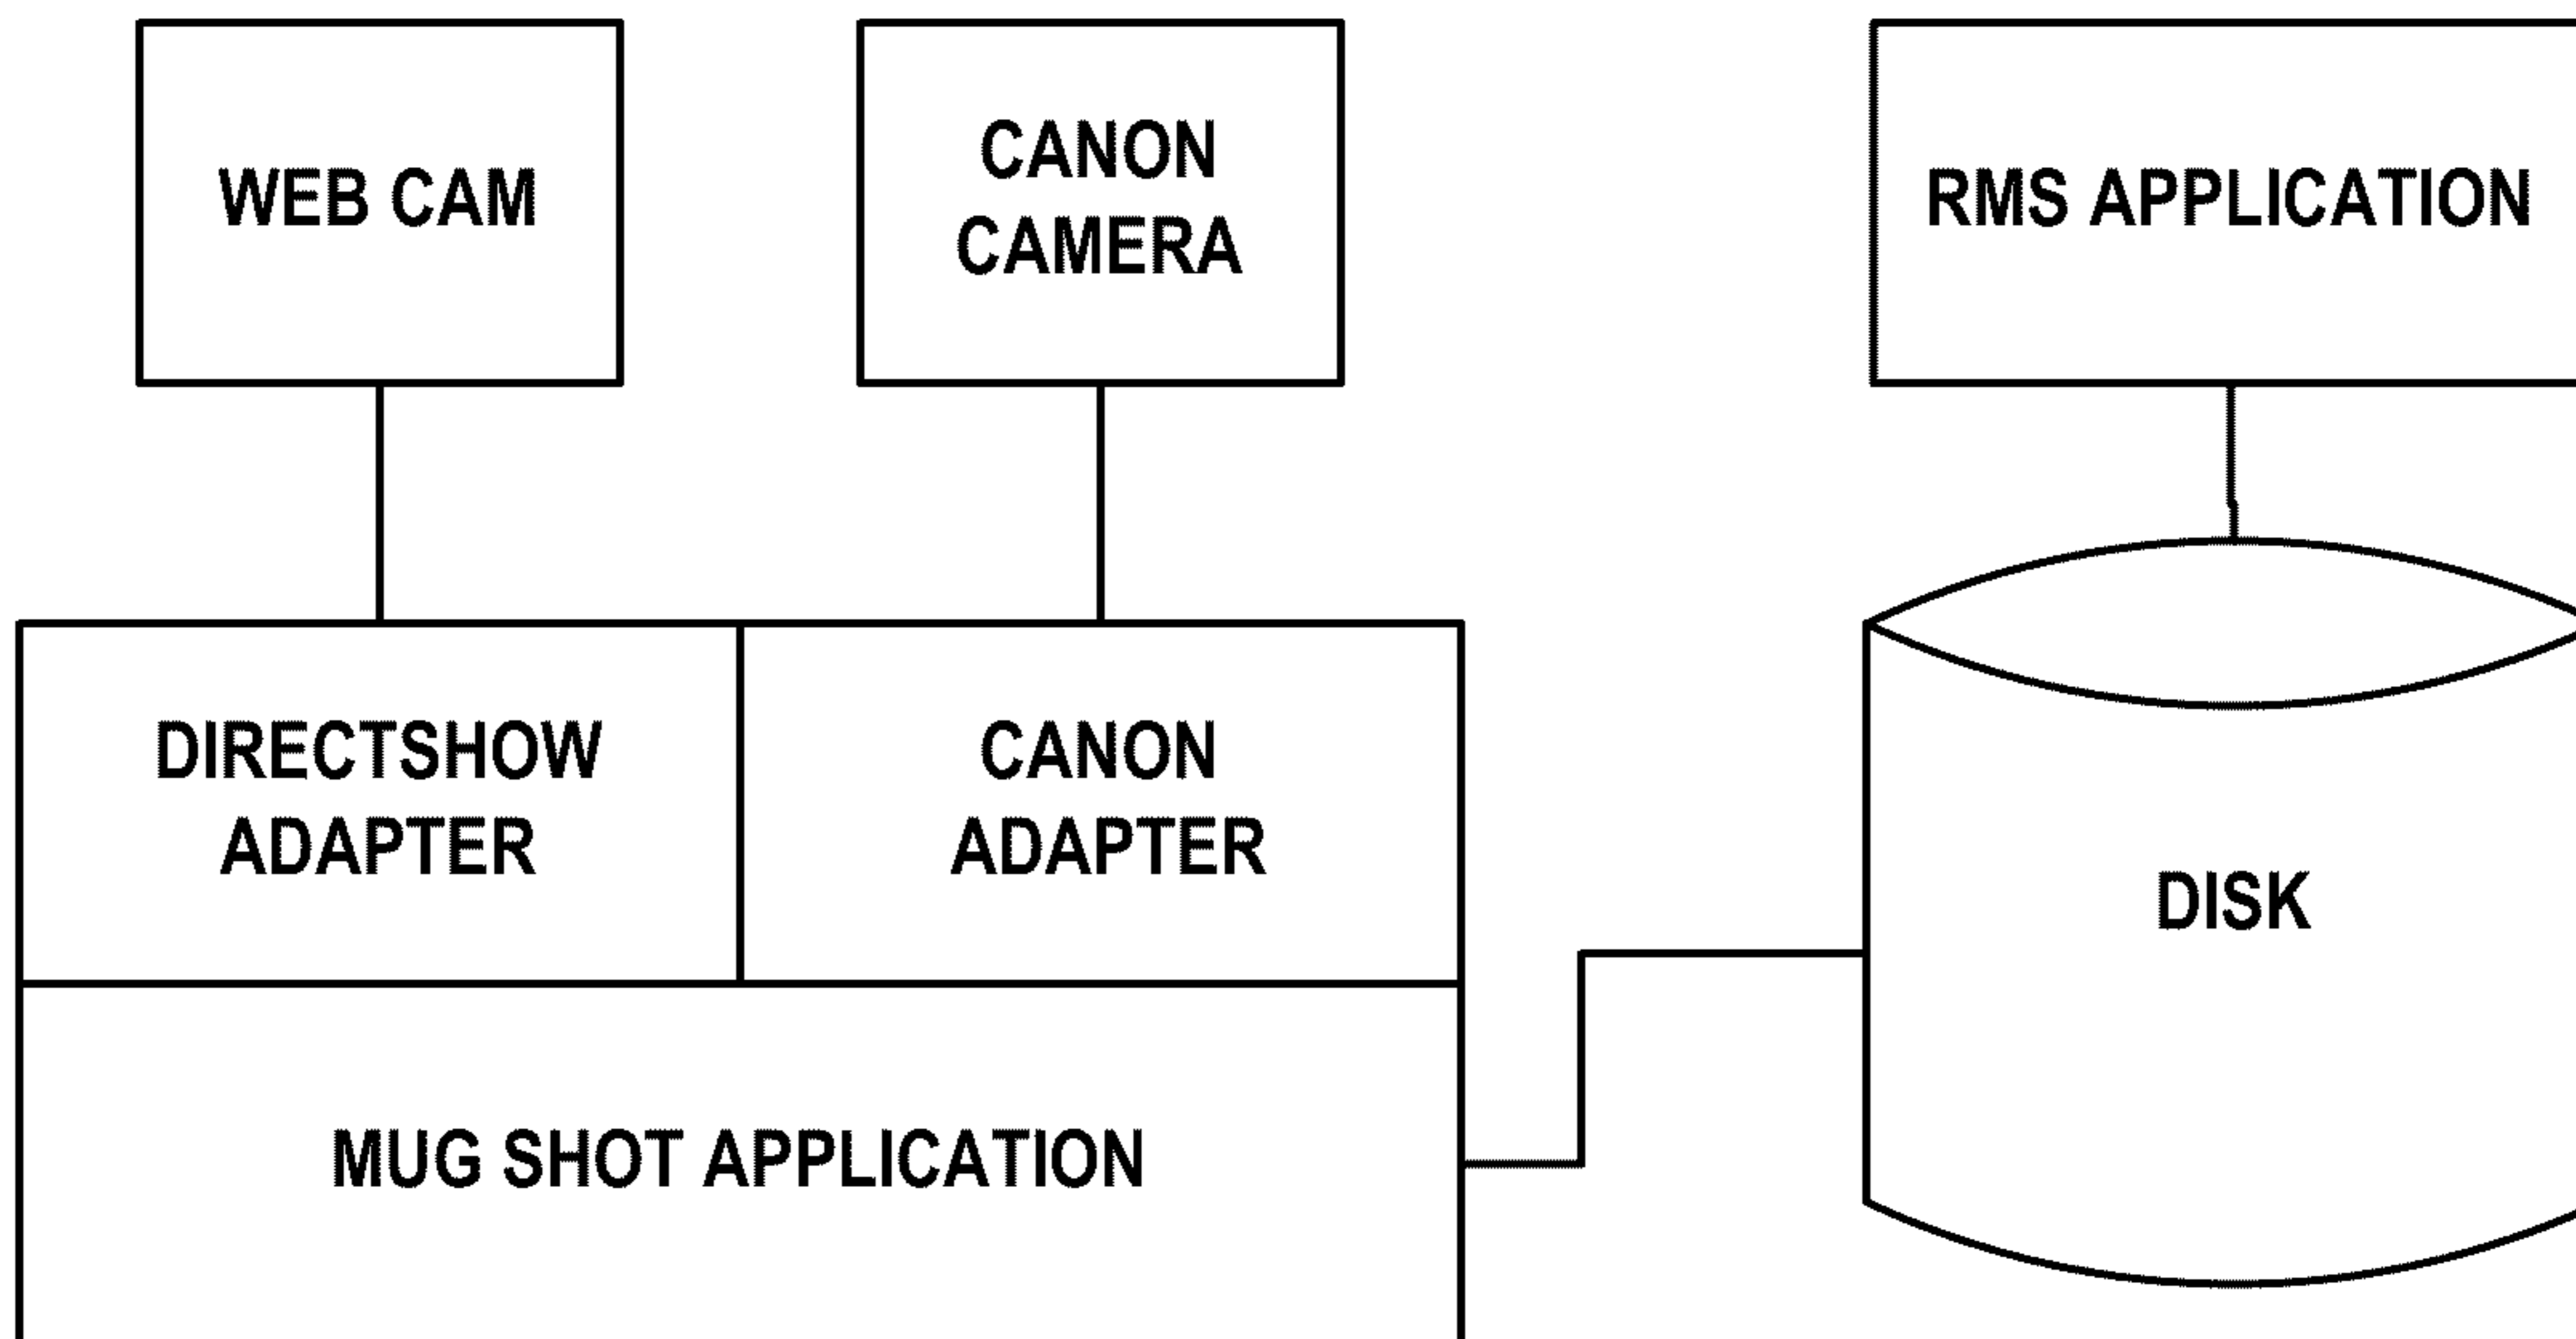 WEB CAM
CANON
CAMERA
RMS APPLICATION
DIRECTSHOW
ADAPTER
CANON
ADAPTER
DISK
MUG SHOT APPLICATION